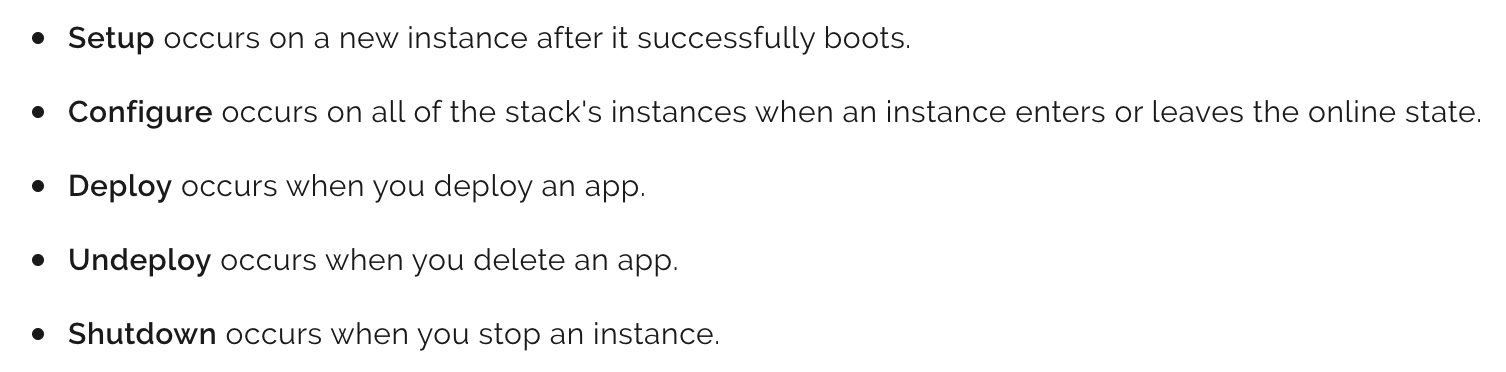 • Setup occurs on a new instance after it successfully boots.
• Configure occurs on all of the stack's instances when an instance enters or leaves the online state.
• Deploy occurs when you deploy an app.
• Undeploy occurs when you delete an app.
• Shutdown occurs when you stop an instance.